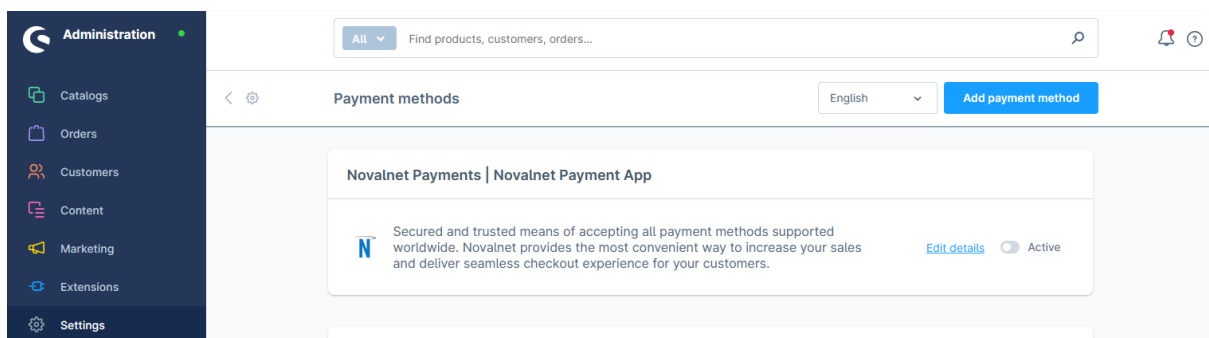 Administration
All
Find products, customers, orders...
Catalogs
Payment methods
English
Add payment method
Orders
Customers
Novalnet Payments | Novalnet Payment App
Content
Marketing
Secured and trusted means of accepting all payment methods supported
worldwide. Novalnet provides the most convenient way to increase your sales
and deliver seamless checkout experience for your customers.
Edit details
Active
Extensions
Settings